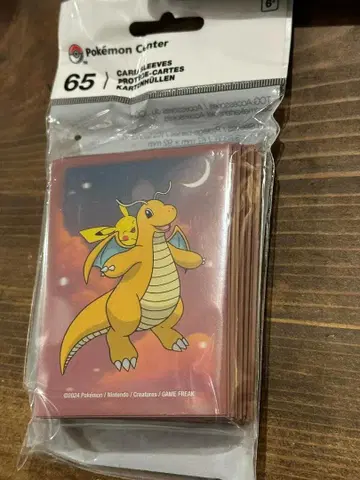 Pokémon Center
65
CARD SLEEVES
PROTÈGE-CARTES
KARTENHÜLLEN
6+
©2024 Pokémon / Nintendo / Creatures / GAME FREAK